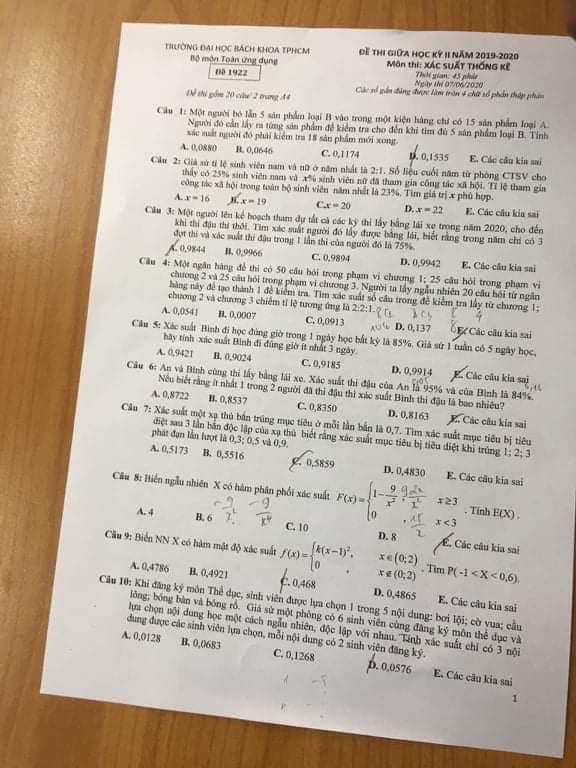 TRƯỜNG ĐẠI HỌC BÁCH KHOA TPHCM
Bộ môn Toán ứng dụng
Đề 1922
Đề thi gồm 20 câu/ 2 trang A4
ĐỀ THI GIỮA HỌC KỲ II NĂM 2019-2020
Môn thi: XÁC SUẤT THỐNG KÊ
Thời gian: 45 phút
Ngày thi 07/06/2020
Các số gần đúng được làm tròn 4 chữ số phần thập phân
Câu 1: Một người bỏ lẫn 5 sản phẩm loại B vào trong một kiện hàng chỉ có 15 sản phẩm loại A.
Người đó cần lấy ra từng sản phẩm để kiểm tra cho đến khi tìm đủ 5 sản phẩm loại B. Tính
xác suất người đó phải kiểm tra 18 sản phẩm mới xong.
A. 0,0880 B. 0,0646 C. 0,1174 D. 0,1535 E. Các câu kia sai
Câu 2: Giả sử tỉ lệ sinh viên nam và nữ ở năm nhất là 2:1. Số liệu cuối năm từ phòng CTSV cho
thấy có 25% sinh viên nam và x% sinh viên nữ đã tham gia công tác xã hội. Tỉ lệ tham gia
công tác xã hội trong toàn bộ sinh viên năm nhất là 23%. Tìm giá trị x phù hợp.
A. x = 16 B. x = 19 C.x = 20 D. x = 22 E. Các câu kia sai
Câu 3: Một người lên kế hoạch tham dự tất cả các kỳ thi lấy bằng lái xe trong năm 2020, cho đến
khi thi đậu thì thôi. Tìm xác suất người đó lấy được bằng lái, biết rằng trong năm chỉ có 3
đợt thi và xác suất thi đậu trong 1 lần thi của người đó là 75%.
A. 0,9844 B. 0,9966 C. 0,9894 D. 0,9942 E. Các câu kia sai
Câu 4: Một ngân hàng đề thi có 50 câu hỏi trong phạm vi chương 1; 25 câu hỏi trong phạm vi
chương 2 và 25 câu hỏi trong phạm vi chương 3. Người ta lấy ngẫu nhiên 20 câu hỏi từ ngân
hàng này để tạo thành 1 đề kiểm tra. Tìm xác suất số câu trong đề kiểm tra lấy từ chương 1;
chương 2 và chương 3 chiếm tỉ lệ tương ứng là 2:2:1.
A. 0,0541 B. 0,0007 C. 0,0913 D. 0,137 E. Các câu kia sai
Câu 5: Xác suất Bình đi học đúng giờ trong 1 ngày học bất kỳ là 85%. Giả sử 1 tuần có 5 ngày học,
hãy tính xác suất Bình đi đúng giờ ít nhất 3 ngày.
A. 0,9421 B. 0,9024 C. 0,9185 D. 0,9914 E. Các câu kia sai
Câu 6: An và Bình cùng thi lấy bằng lái xe. Xác suất thi đậu của An là 95% và của Bình là 84%.
Nếu biết rằng ít nhất 1 trong 2 người đã thi đậu thì xác suất Bình thi đậu là bao nhiêu?
A. 0,8722 B. 0,8537 C. 0,8350 D. 0,8163 E. Các câu kia sai
Câu 7: Xác suất một xạ thủ bắn trúng mục tiêu ở mỗi lần bắn là 0,7. Tìm xác suất mục tiêu bị tiêu
diệt sau 3 lần bắn độc lập của xạ thủ biết rằng xác suất mục tiêu bị tiêu diệt khi trúng 1; 2; 3
phát đạn lần lượt là 0,3; 0,5 và 0,9.
A. 0,5173 B. 0,5516 C. 0,5859 D. 0,4830 E. Các câu kia sai
Câu 8: Biến ngẫu nhiên X có hàm phân phối xác suất F(x) = {1 − 9/x², x ≥ 3; 0, x < 3. Tính E(X).
A. 4 B. 6 C. 10 D. 8 E. Các câu kia sai
Câu 9: Biến NN X có hàm mật độ xác suất f(x) = {k(x−1)², x ∈ (0;2); 0, x ∉ (0;2). Tìm P( -1 < X < 0,6).
A. 0,4786 B. 0,4921 C. 0,468 D. 0,4865 E. Các câu kia sai
Câu 10: Khi đăng ký môn Thể dục, sinh viên được lựa chọn 1 trong 5 nội dung: bơi lội; cờ vua; cầu
lông; bóng bàn và bóng rổ. Giả sử một phòng có 6 sinh viên cùng đăng ký môn thể dục và
lựa chọn nội dung học một cách ngẫu nhiên, độc lập với nhau. Tính xác suất chỉ có 3 nội
dung được các sinh viên lựa chọn, mỗi nội dung có 2 sinh viên đăng ký.
A. 0,0128 B. 0,0683 C. 0,1268 D. 0,0576 E. Các câu kia sai
1